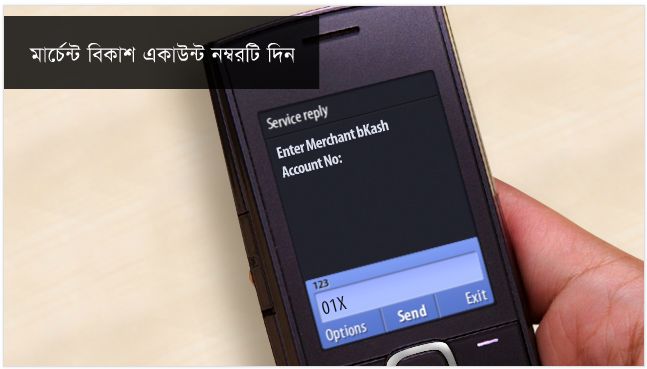 মার্চেন্ট বিকাশ একাউন্ট নম্বরটি দিন
Service reply
Enter Merchant bKash
Account No:
123
01X
Options Send Exit